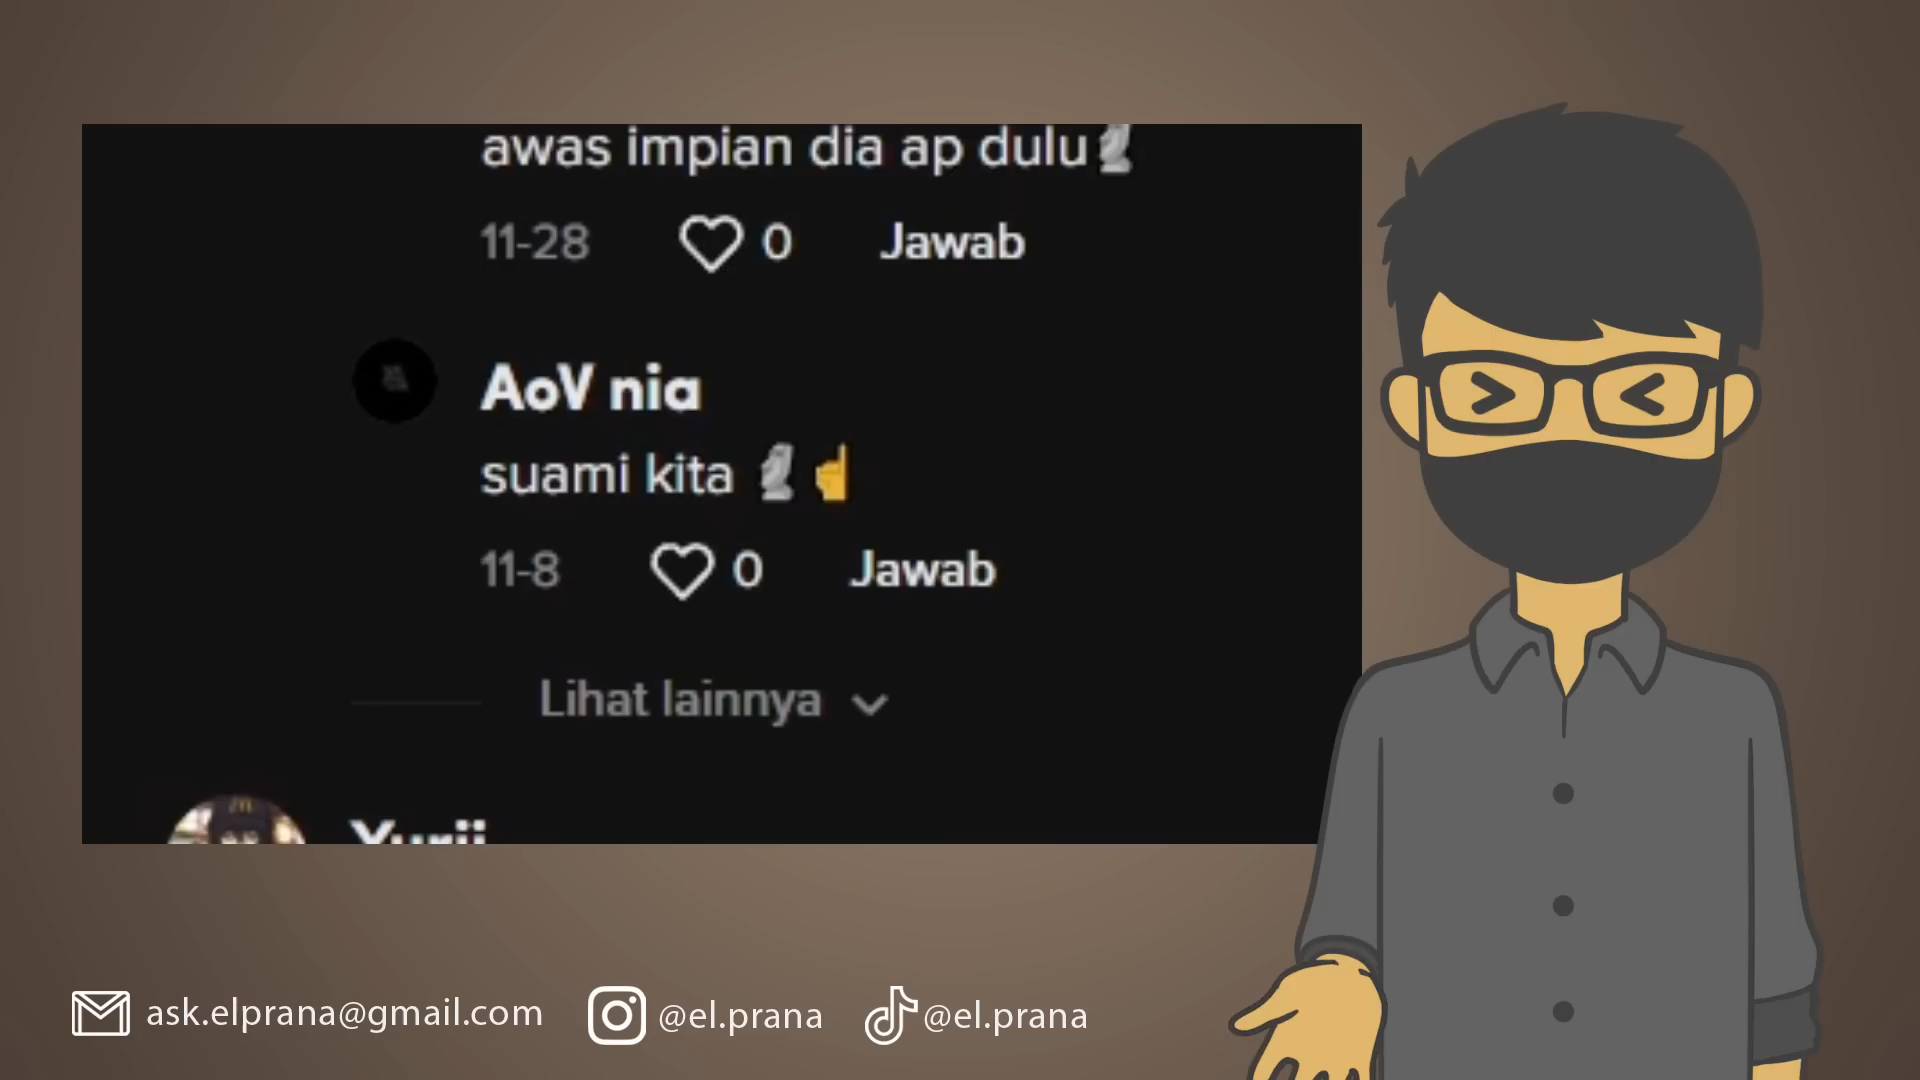 awas impian dia ap dulu🗿
11-28 0 Jawab
AoV nia
suami kita 🗿☝
11-8 0 Jawab
Lihat lainnya
Yurii
ask.elprana@gmail.com @el.prana @el.prana